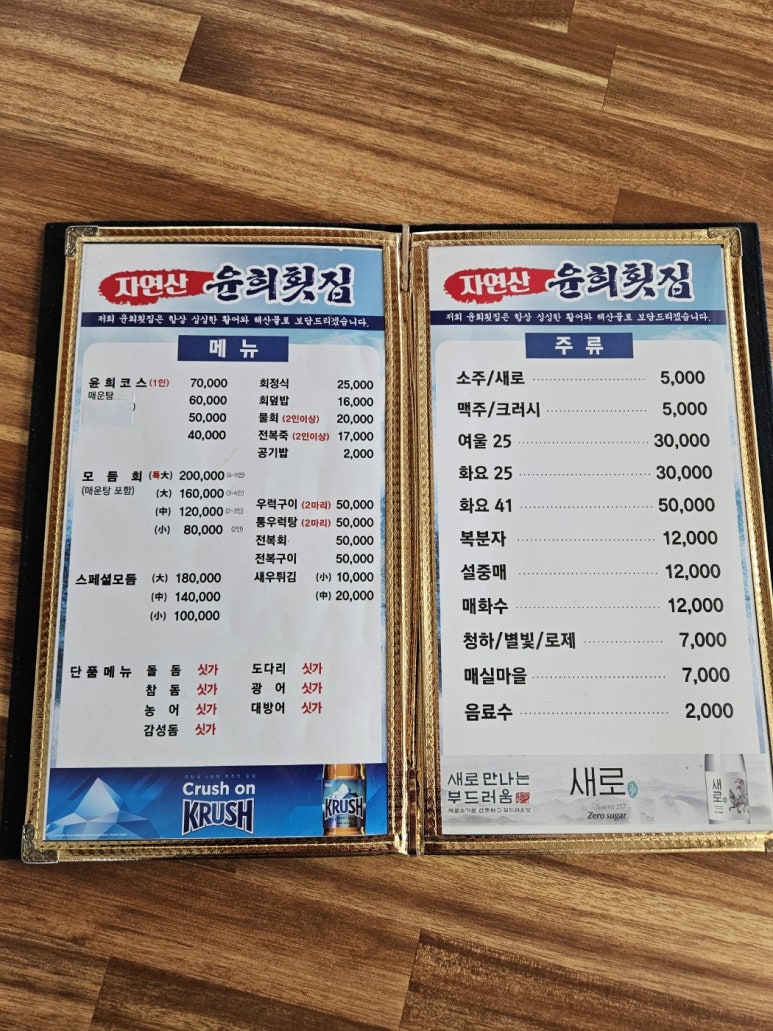 자연산 윤희횟집
저희 윤희횟집은 항상 싱싱한 활어와 해산물로 보답드리겠습니다.
메 뉴
윤희코스 (1인) 70,000
매운탕 60,000
50,000
40,000
모 듬 회 (특大) 200,000 (4~5인)
(매운탕 포함) (大) 160,000 (3~4인)
(中) 120,000 (2~3인)
(小) 80,000 (2인)
스페셜모듬 (大) 180,000
(中) 140,000
(小) 100,000
회정식 25,000
회덮밥 16,000
물회 (2인이상) 20,000
전복죽 (2인이상) 17,000
공기밥 2,000
우럭구이 (2마리) 50,000
통우럭탕 (2마리) 50,000
전복회 50,000
전복구이 50,000
새우튀김 (小) 10,000
(中) 20,000
단품메뉴 돌 돔 싯가 도다리 싯가
참 돔 싯가 광 어 싯가
농 어 싯가 대방어 싯가
감성돔 싯가
Crush on
KRUSH
KRUSH
자연산 윤희횟집
저희 윤희횟집은 항상 싱싱한 활어와 해산물로 보답드리겠습니다.
주 류
소주/새로 5,000
맥주/크러시 5,000
여울 25 30,000
화요 25 30,000
화요 41 50,000
복분자 12,000
설중매 12,000
매화수 12,000
청하/별빛/로제 7,000
매실마을 7,000
음료수 2,000
새로 만나는
부드러움
새로
Saero 257
Zero sugar
새로